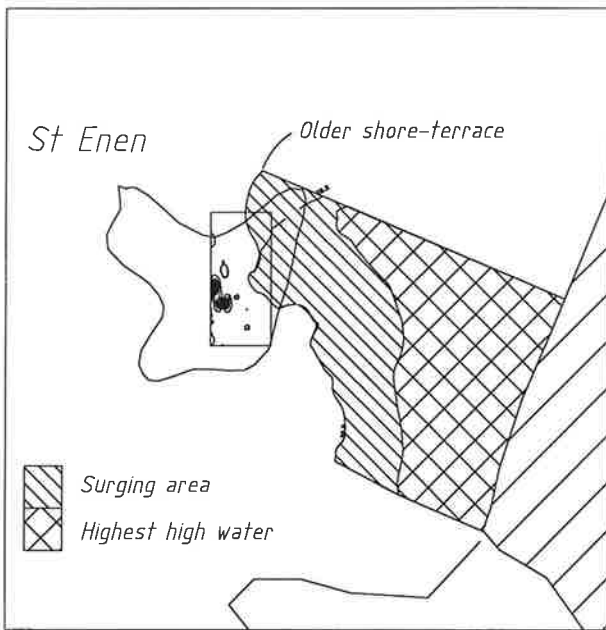 St Enen
Older shore-terrace
Surging area
Highest high water